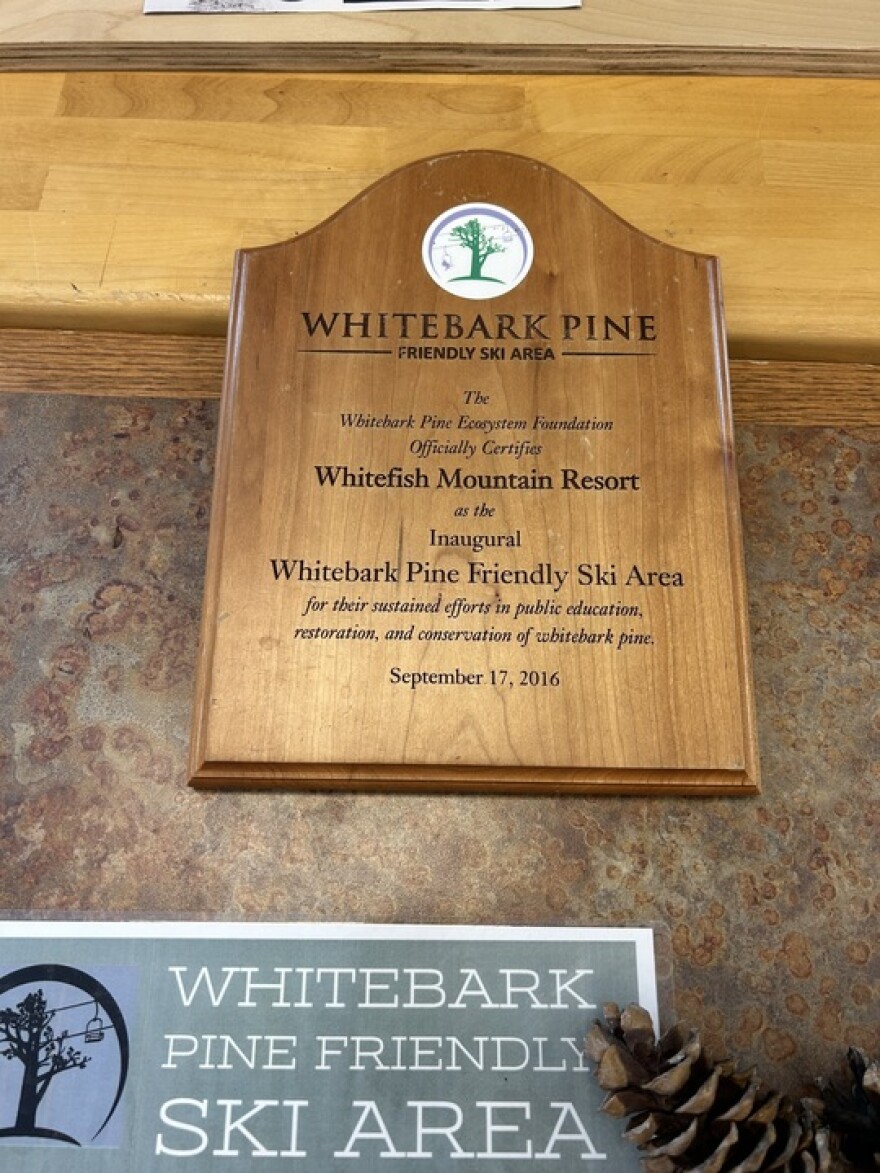 WHITEBARK PINE
FRIENDLY SKI AREA
The
Whitebark Pine Ecosystem Foundation
Officially Certifies
Whitefish Mountain Resort
as the
Inaugural
Whitebark Pine Friendly Ski Area
for their sustained efforts in public education,
restoration, and conservation of whitebark pine.
September 17, 2016
WHITEBARK
PINE FRIENDLY
SKI AREA